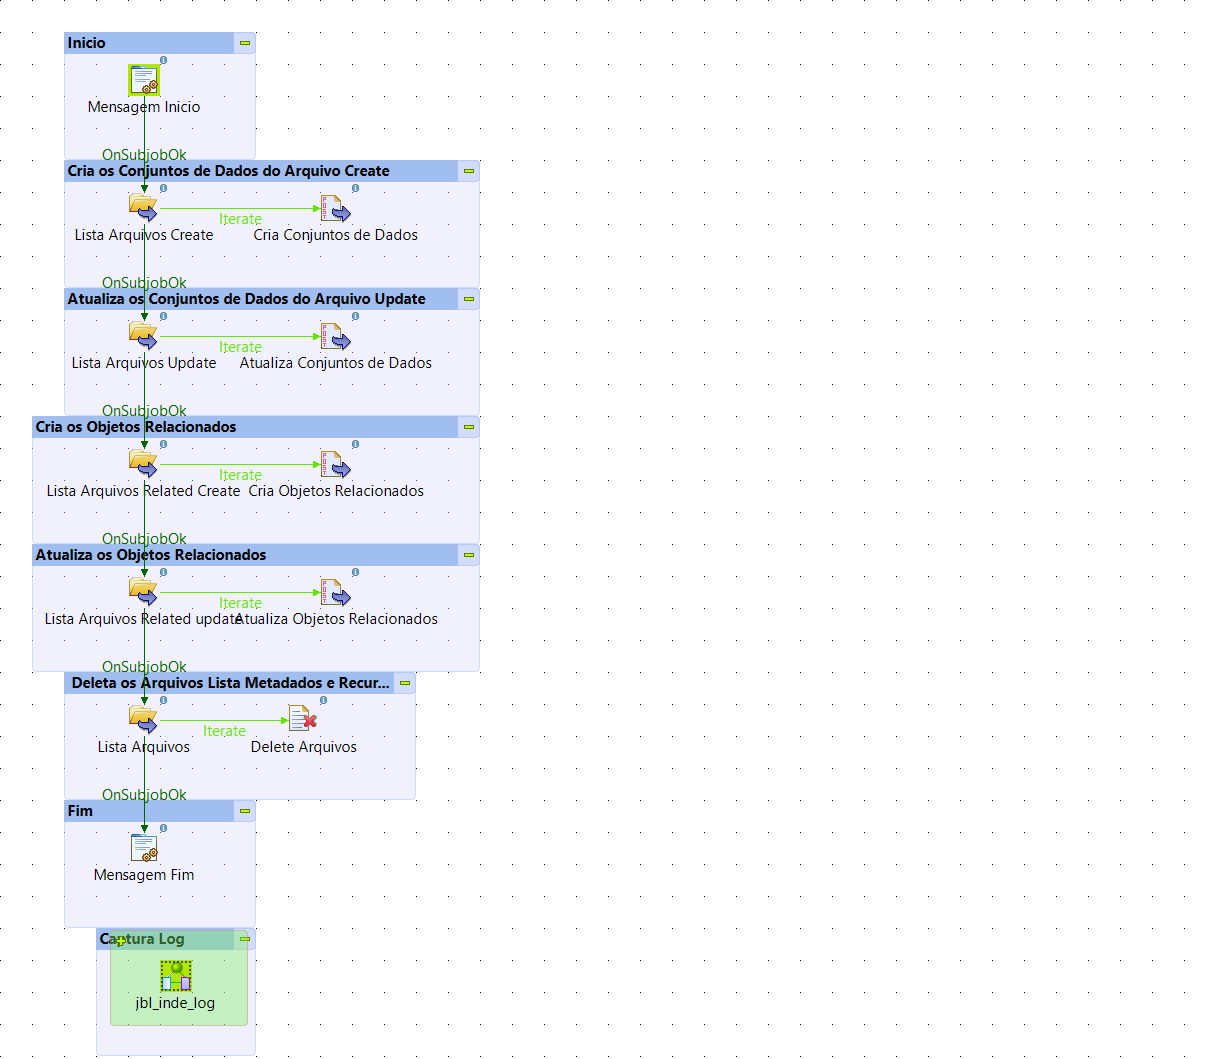 Inicio
Mensagem Inicio
OnSubjobOk
Cria os Conjuntos de Dados do Arquivo Create
Iterate
Lista Arquivos Create
Cria Conjuntos de Dados
OnSubjobOk
Atualiza os Conjuntos de Dados do Arquivo Update
Iterate
Lista Arquivos Update
Atualiza Conjuntos de Dados
OnSubjobOk
Cria os Objetos Relacionados
Iterate
Lista Arquivos Related Create
Cria Objetos Relacionados
OnSubjobOk
Atualiza os Objetos Relacionados
Iterate
Lista Arquivos Related update
Atualiza Objetos Relacionados
OnSubjobOk
Deleta os Arquivos Lista Metadados e Recur...
Iterate
Lista Arquivos
Delete Arquivos
OnSubjobOk
Fim
Mensagem Fim
Captura Log
jbl_inde_log